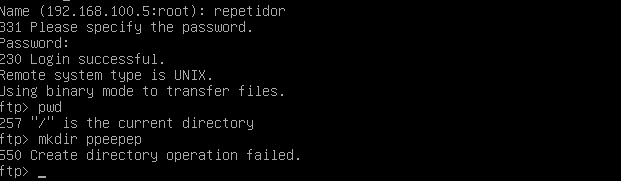 Name (192.168.100.5:root): repetidor
331 Please specify the password.
Password:
230 Login successful.
Remote system type is UNIX.
Using binary mode to transfer files.
ftp> pwd
257 "/" is the current directory
ftp> mkdir ppeepep
550 Create directory operation failed.
ftp> _